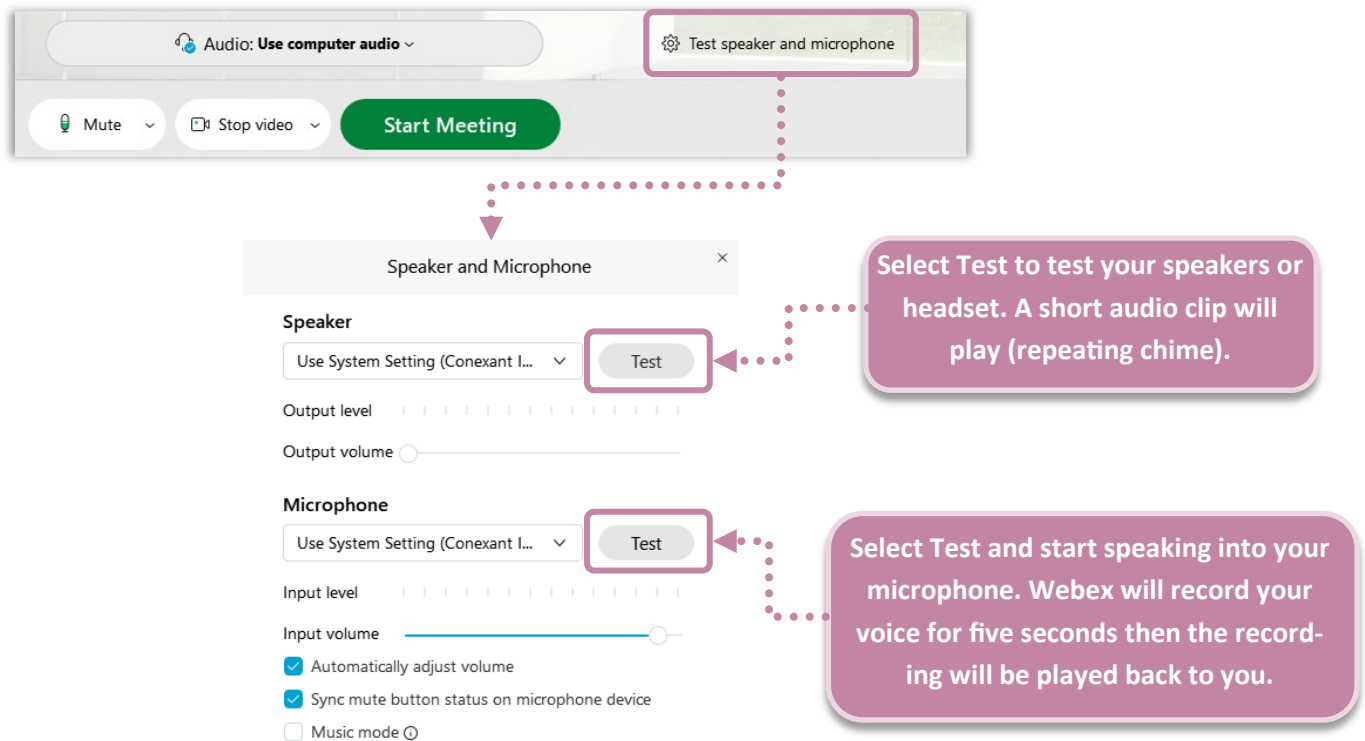 Audio: Use computer audio
Test speaker and microphone
Mute
Stop video
Start Meeting
Speaker and Microphone
Speaker
Use System Setting (Conexant I...
Test
Select Test to test your speakers or
headset. A short audio clip will
play (repeating chime).
Output level
Output volume
Microphone
Use System Setting (Conexant I...
Test
Select Test and start speaking into your
microphone. Webex will record your
voice for five seconds then the record-
ing will be played back to you.
Input level
Input volume
Automatically adjust volume
Sync mute button status on microphone device
Music mode